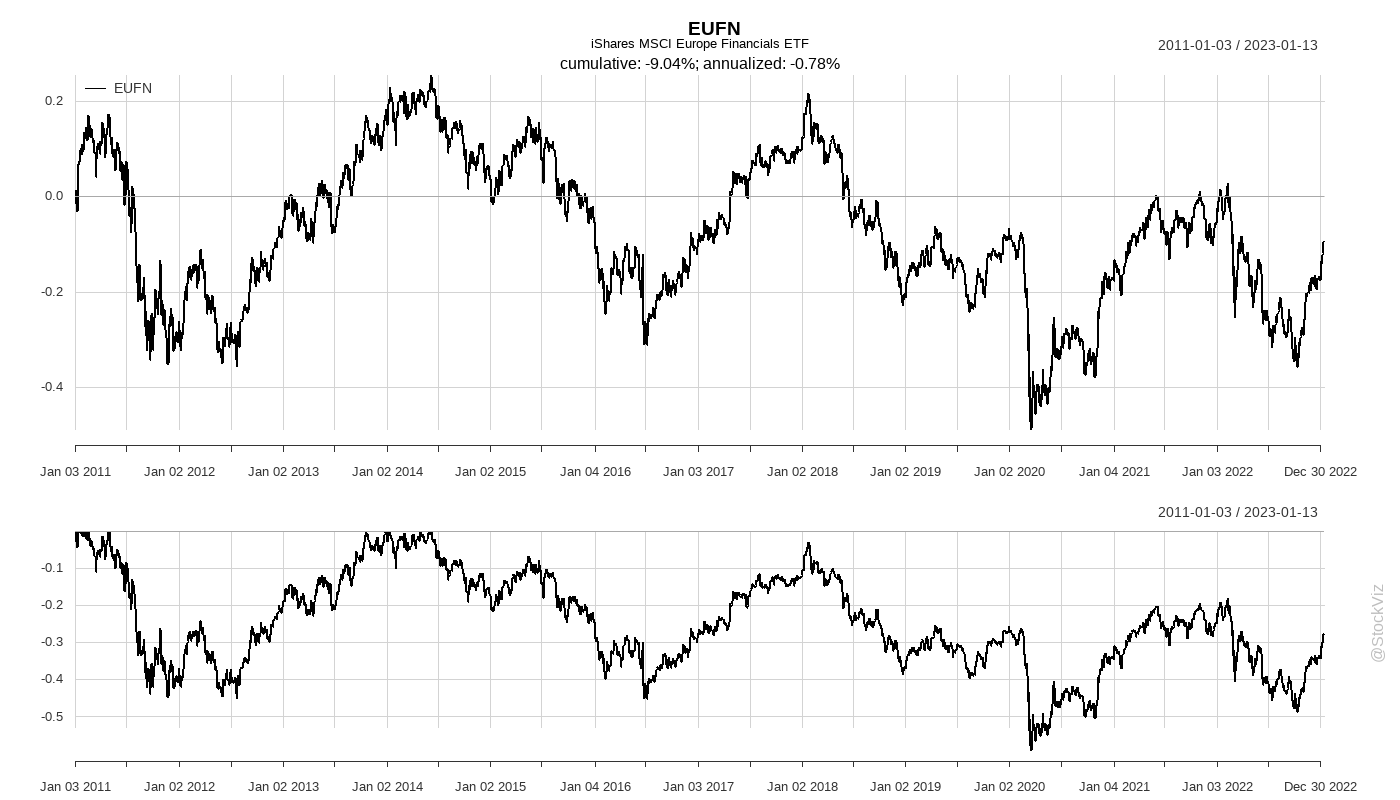 EUFN
iShares MSCI Europe Financials ETF
2011-01-03 / 2023-01-13
cumulative: -9.04%; annualized: -0.78%
EUFN
0.2
0.0
-0.2
-0.4
Jan 03 2011 Jan 02 2012 Jan 02 2013 Jan 02 2014 Jan 02 2015 Jan 04 2016 Jan 03 2017 Jan 02 2018 Jan 02 2019 Jan 02 2020 Jan 04 2021 Jan 03 2022 Dec 30 2022
2011-01-03 / 2023-01-13
-0.1
-0.2
-0.3
-0.4
-0.5
Jan 03 2011 Jan 02 2012 Jan 02 2013 Jan 02 2014 Jan 02 2015 Jan 04 2016 Jan 03 2017 Jan 02 2018 Jan 02 2019 Jan 02 2020 Jan 04 2021 Jan 03 2022 Dec 30 2022
@StockViz